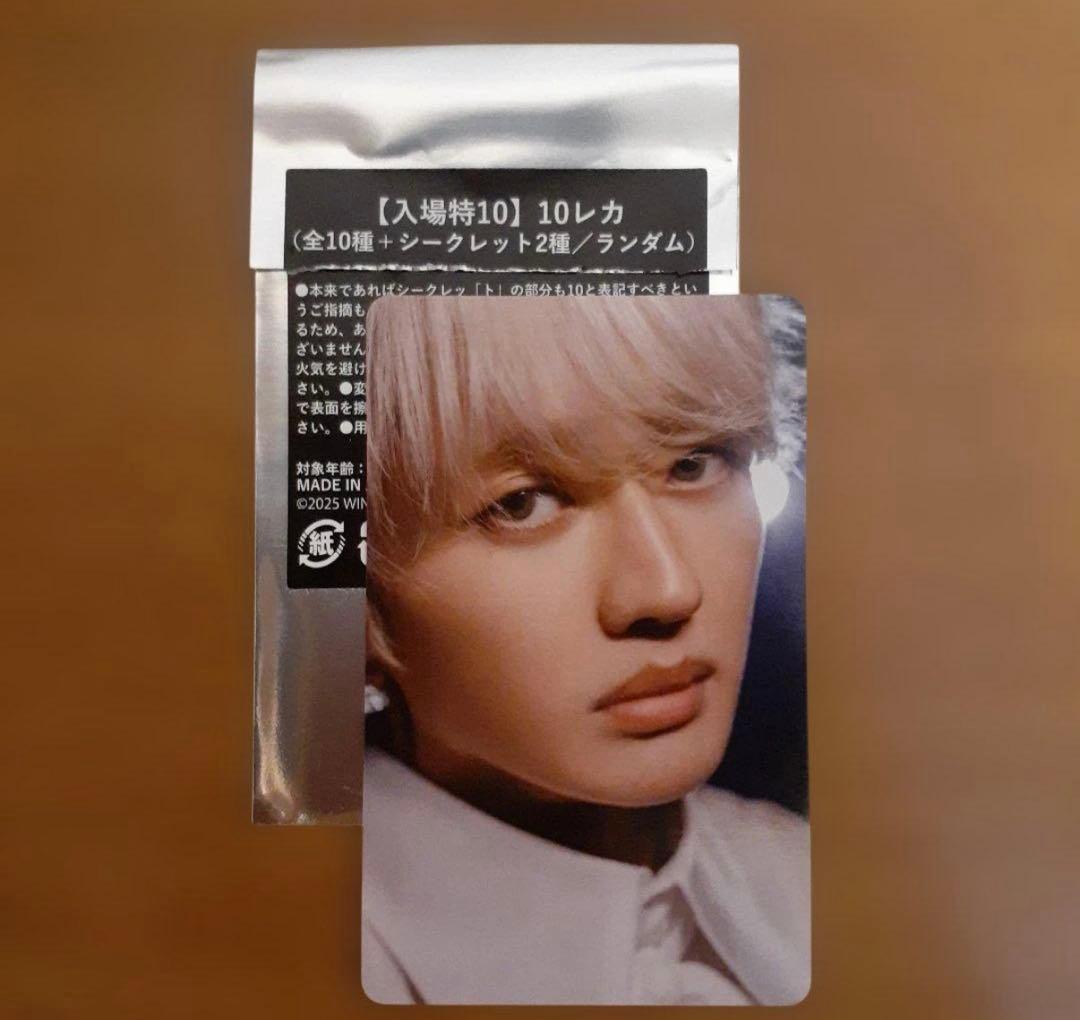 【入場特10】10レカ
（全10種＋シークレット2種／ランダム）
●本来であればシークレッ「ト」の部分も10と表記すべきとい
うご指摘も
るため、あ
ざいません
火気を避け
さい。●変
で表面を擦
さい。●用
対象年齢：
MADE IN
©2025 WIN
紙